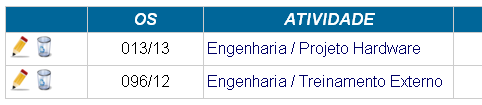 OS ATIVIDADE
013/13 Engenharia / Projeto Hardware
096/12 Engenharia / Treinamento Externo